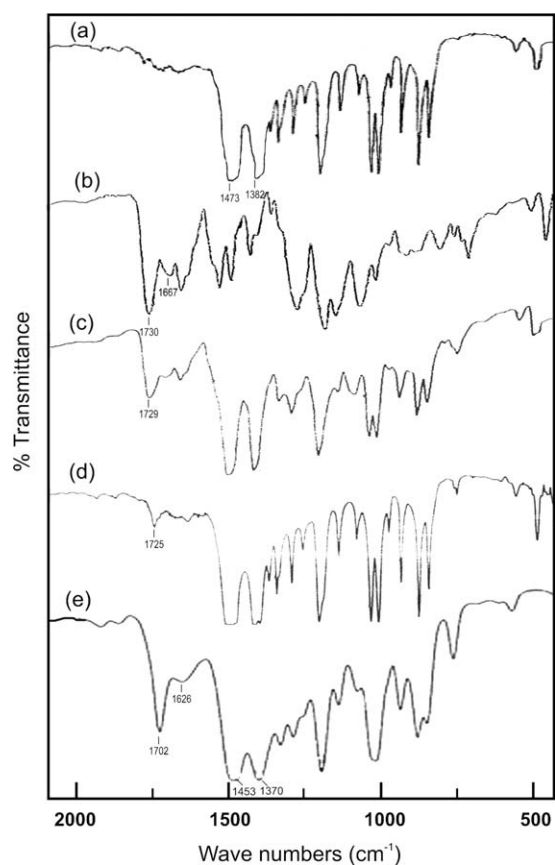 (a)
1473 1382
(b)
1667
1730
(c)
1729
% Transmittance
(d)
1725
(e)
1626
1702
1453 1370
2000 1500 1000 500
Wave numbers (cm⁻¹)